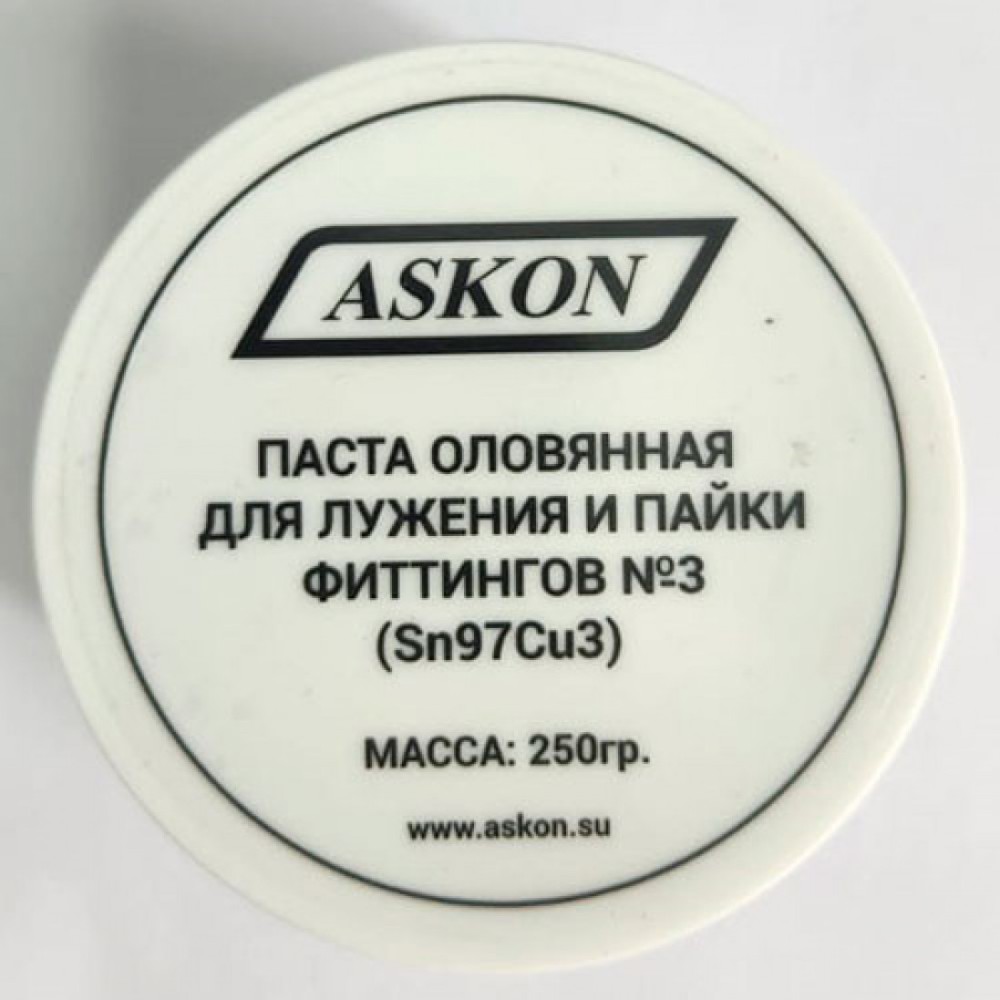 ASKON
ПАСТА ОЛОВЯННАЯ
ДЛЯ ЛУЖЕНИЯ И ПАЙКИ
ФИТТИНГОВ №3
(Sn97Cu3)
МАССА: 250гр.
www.askon.su